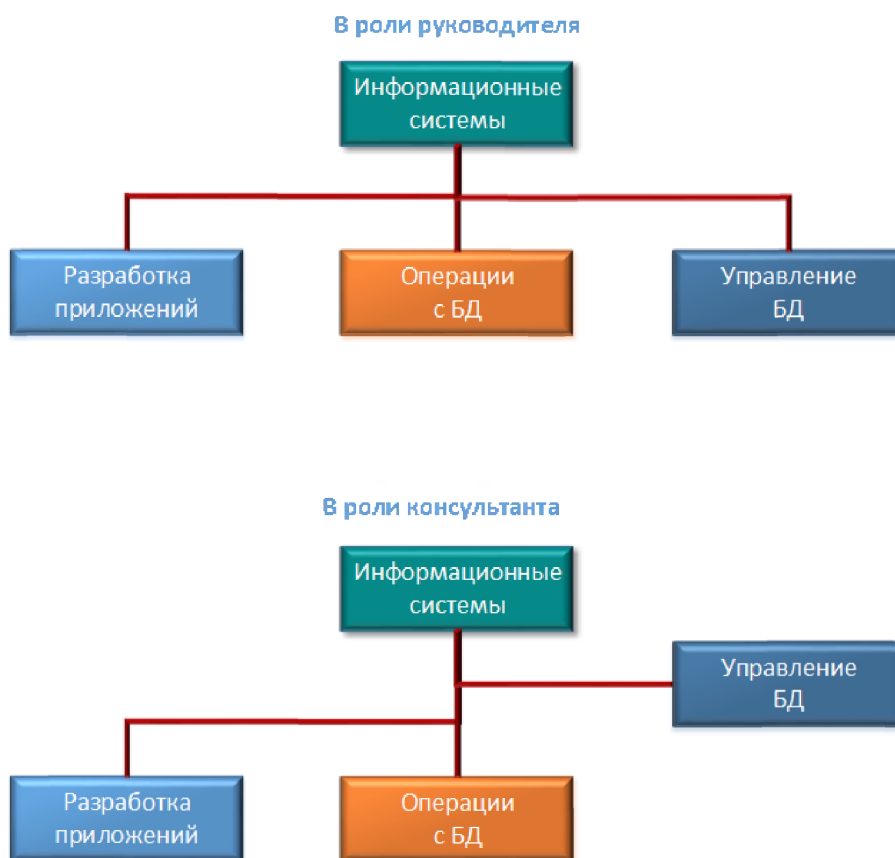 В роли руководителя
Информационные
системы
Разработка
приложений
Операции
с БД
Управление
БД
В роли консультанта
Информационные
системы
Управление
БД
Разработка
приложений
Операции
с БД